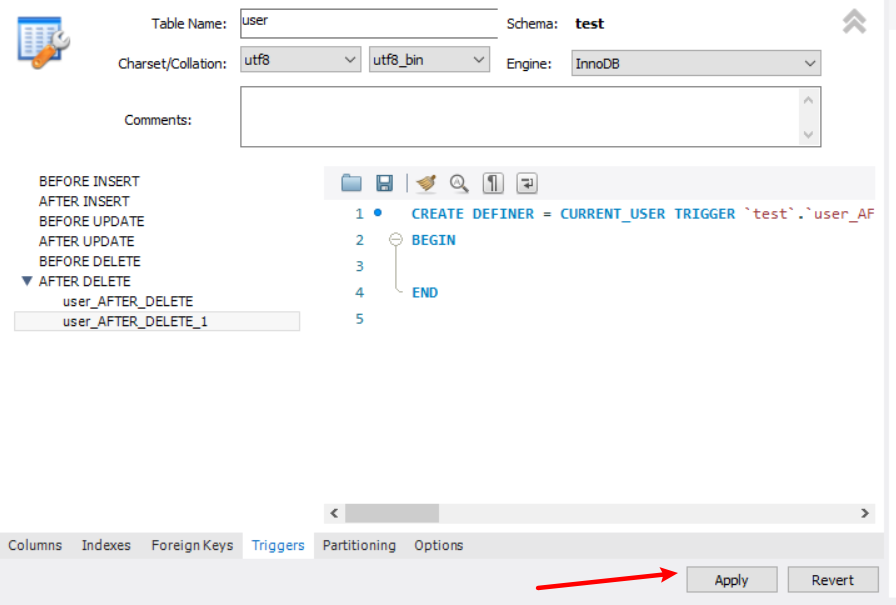 Table Name: user Schema: test
Charset/Collation: utf8 utf8_bin Engine: InnoDB
Comments:
BEFORE INSERT
AFTER INSERT
BEFORE UPDATE
AFTER UPDATE
BEFORE DELETE
AFTER DELETE
user_AFTER_DELETE
user_AFTER_DELETE_1
1 CREATE DEFINER = CURRENT_USER TRIGGER `test`.`user_AF
2 BEGIN
3
4 END
5
Columns Indexes Foreign Keys Triggers Partitioning Options
Apply Revert